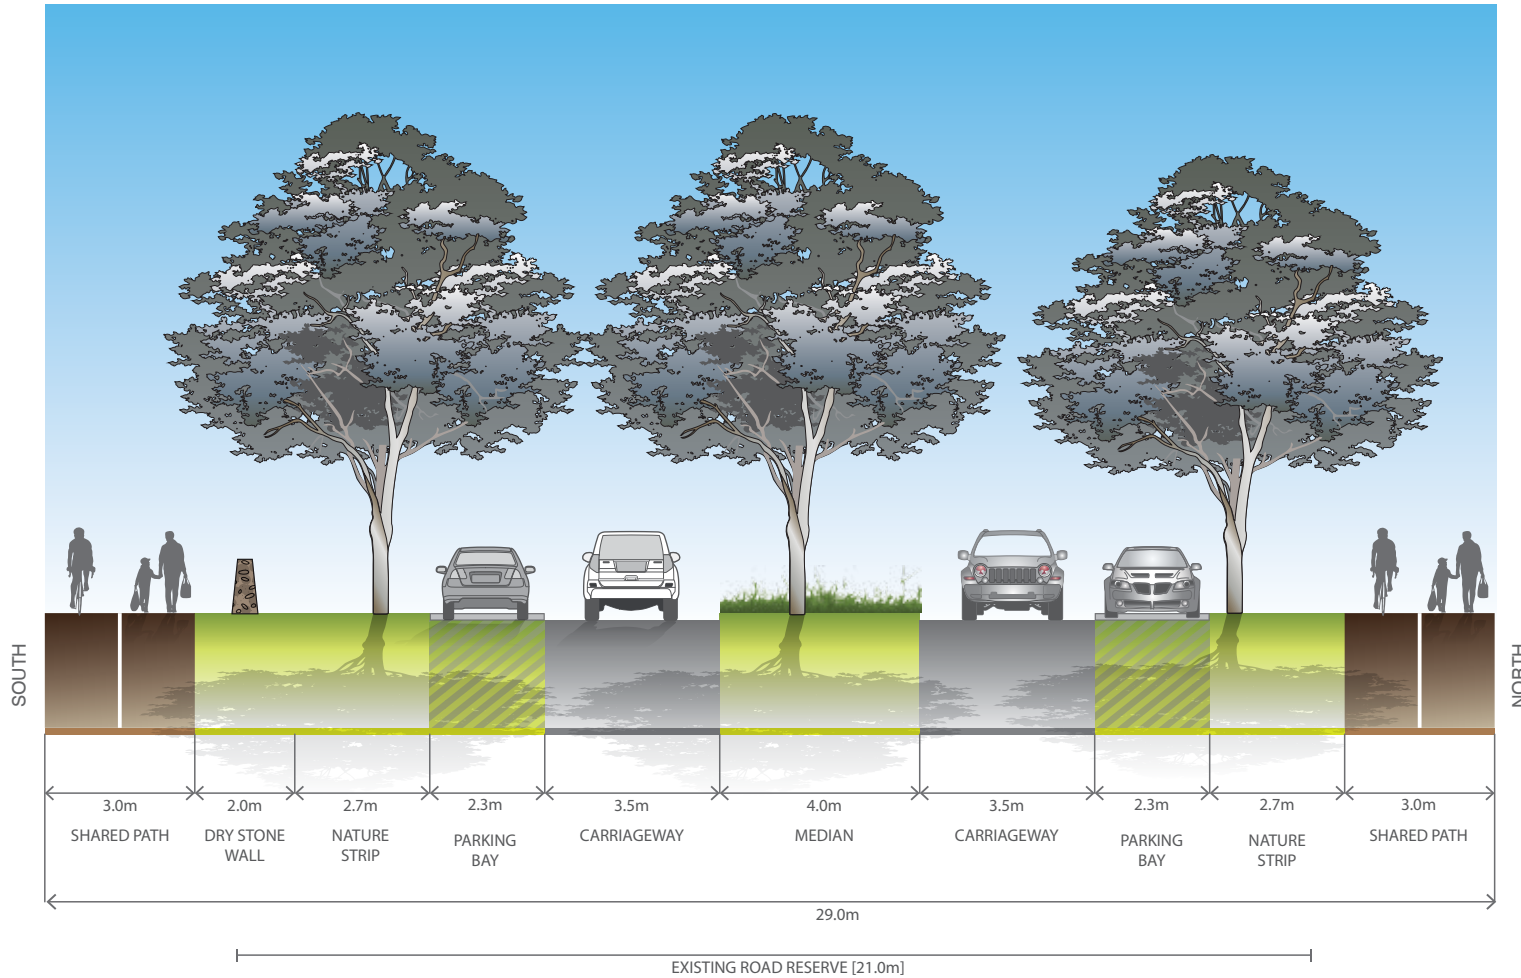 SOUTH
NORTH
3.0m
2.0m
2.7m
2.3m
3.5m
4.0m
3.5m
2.3m
2.7m
3.0m
SHARED PATH
DRY STONE
WALL
NATURE
STRIP
PARKING
BAY
CARRIAGEWAY
MEDIAN
CARRIAGEWAY
PARKING
BAY
NATURE
STRIP
SHARED PATH
29.0m
EXISTING ROAD RESERVE [21.0m]